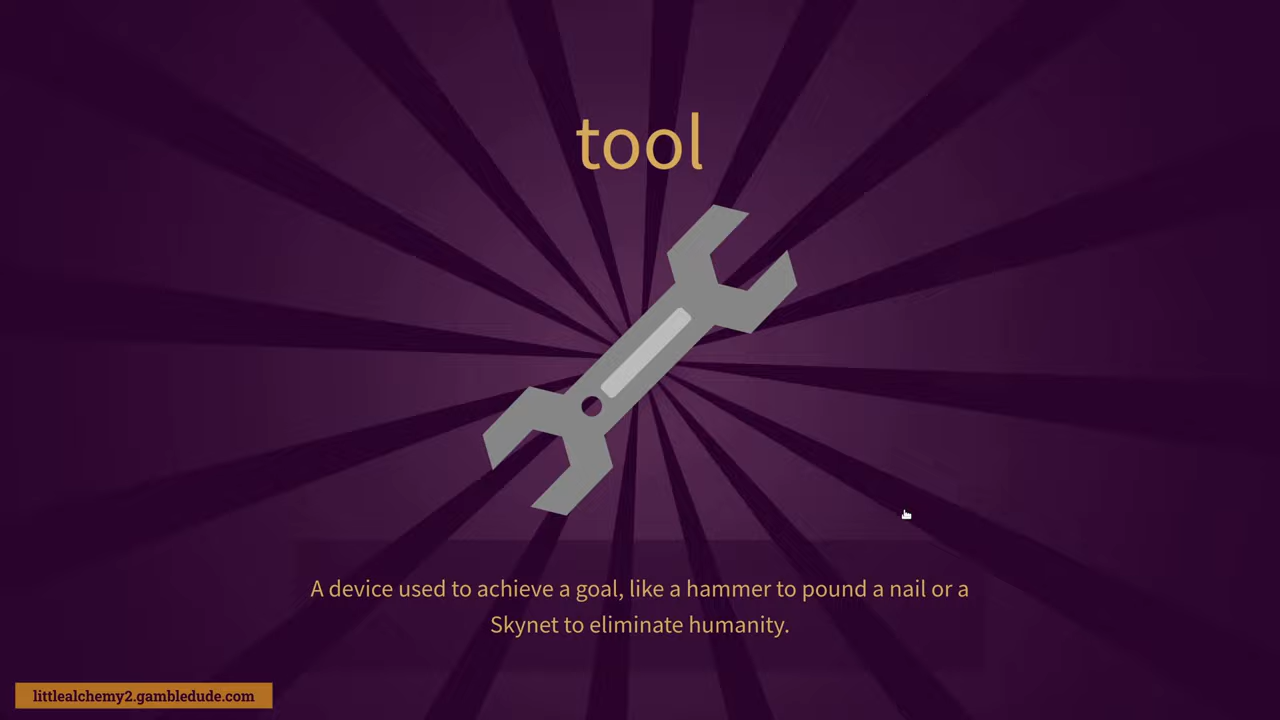 tool
A device used to achieve a goal, like a hammer to pound a nail or a
Skynet to eliminate humanity.
littlealchemy2.gambledude.com